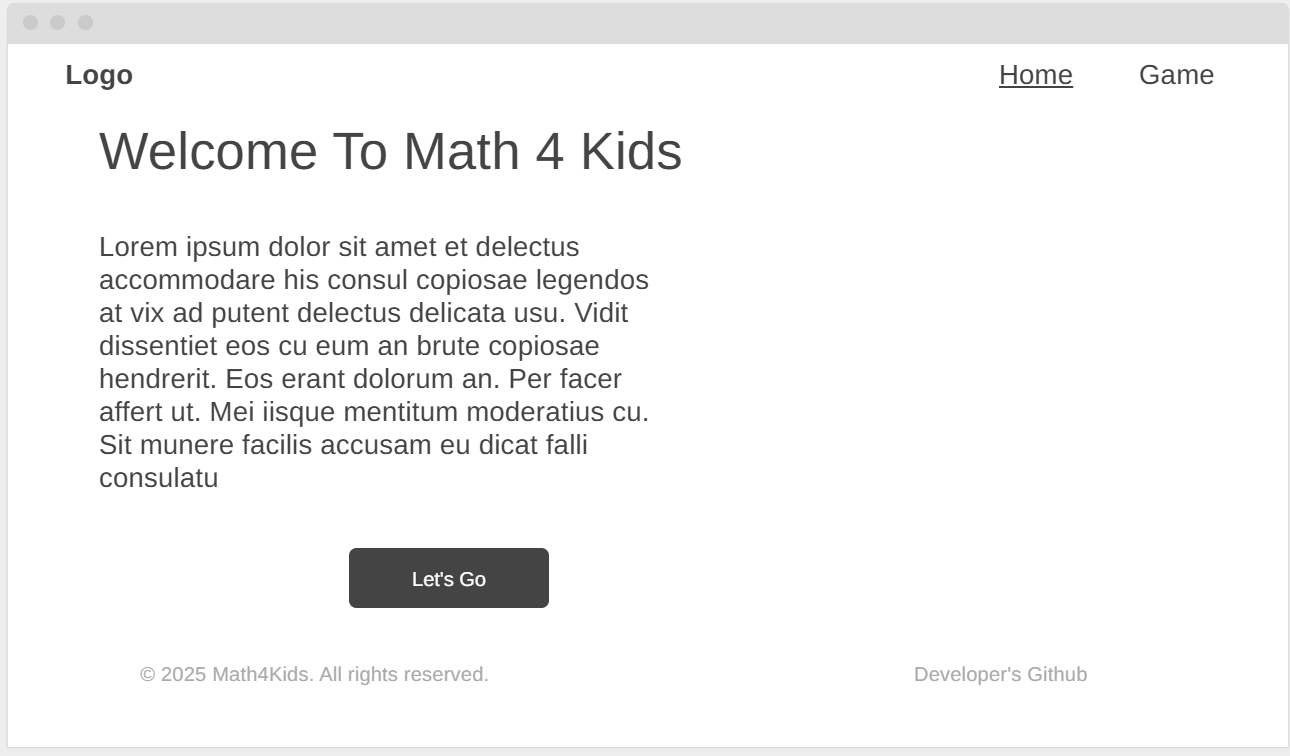 Logo
Home
Game
Welcome To Math 4 Kids
Lorem ipsum dolor sit amet et delectus
accommodare his consul copiosae legendos
at vix ad putent delectus delicata usu. Vidit
dissentiet eos cu eum an brute copiosae
hendrerit. Eos erant dolorum an. Per facer
affert ut. Mei iisque mentitum moderatius cu.
Sit munere facilis accusam eu dicat falli
consulatu
Let's Go
© 2025 Math4Kids. All rights reserved.
Developer's Github